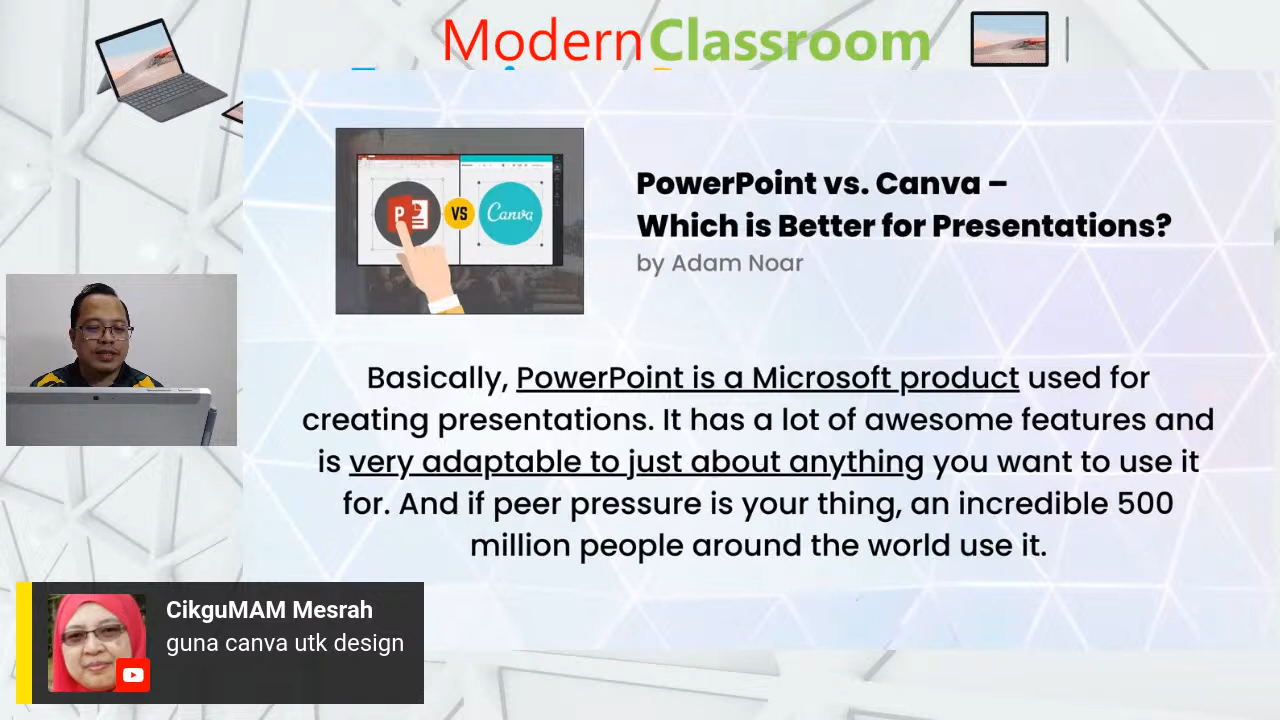 ModernClassroom
P
VS
Canva
PowerPoint vs. Canva –
Which is Better for Presentations?
by Adam Noar
Basically, PowerPoint is a Microsoft product used for
creating presentations. It has a lot of awesome features and
is very adaptable to just about anything you want to use it
for. And if peer pressure is your thing, an incredible 500
million people around the world use it.
CikguMAM Mesrah
guna canva utk design